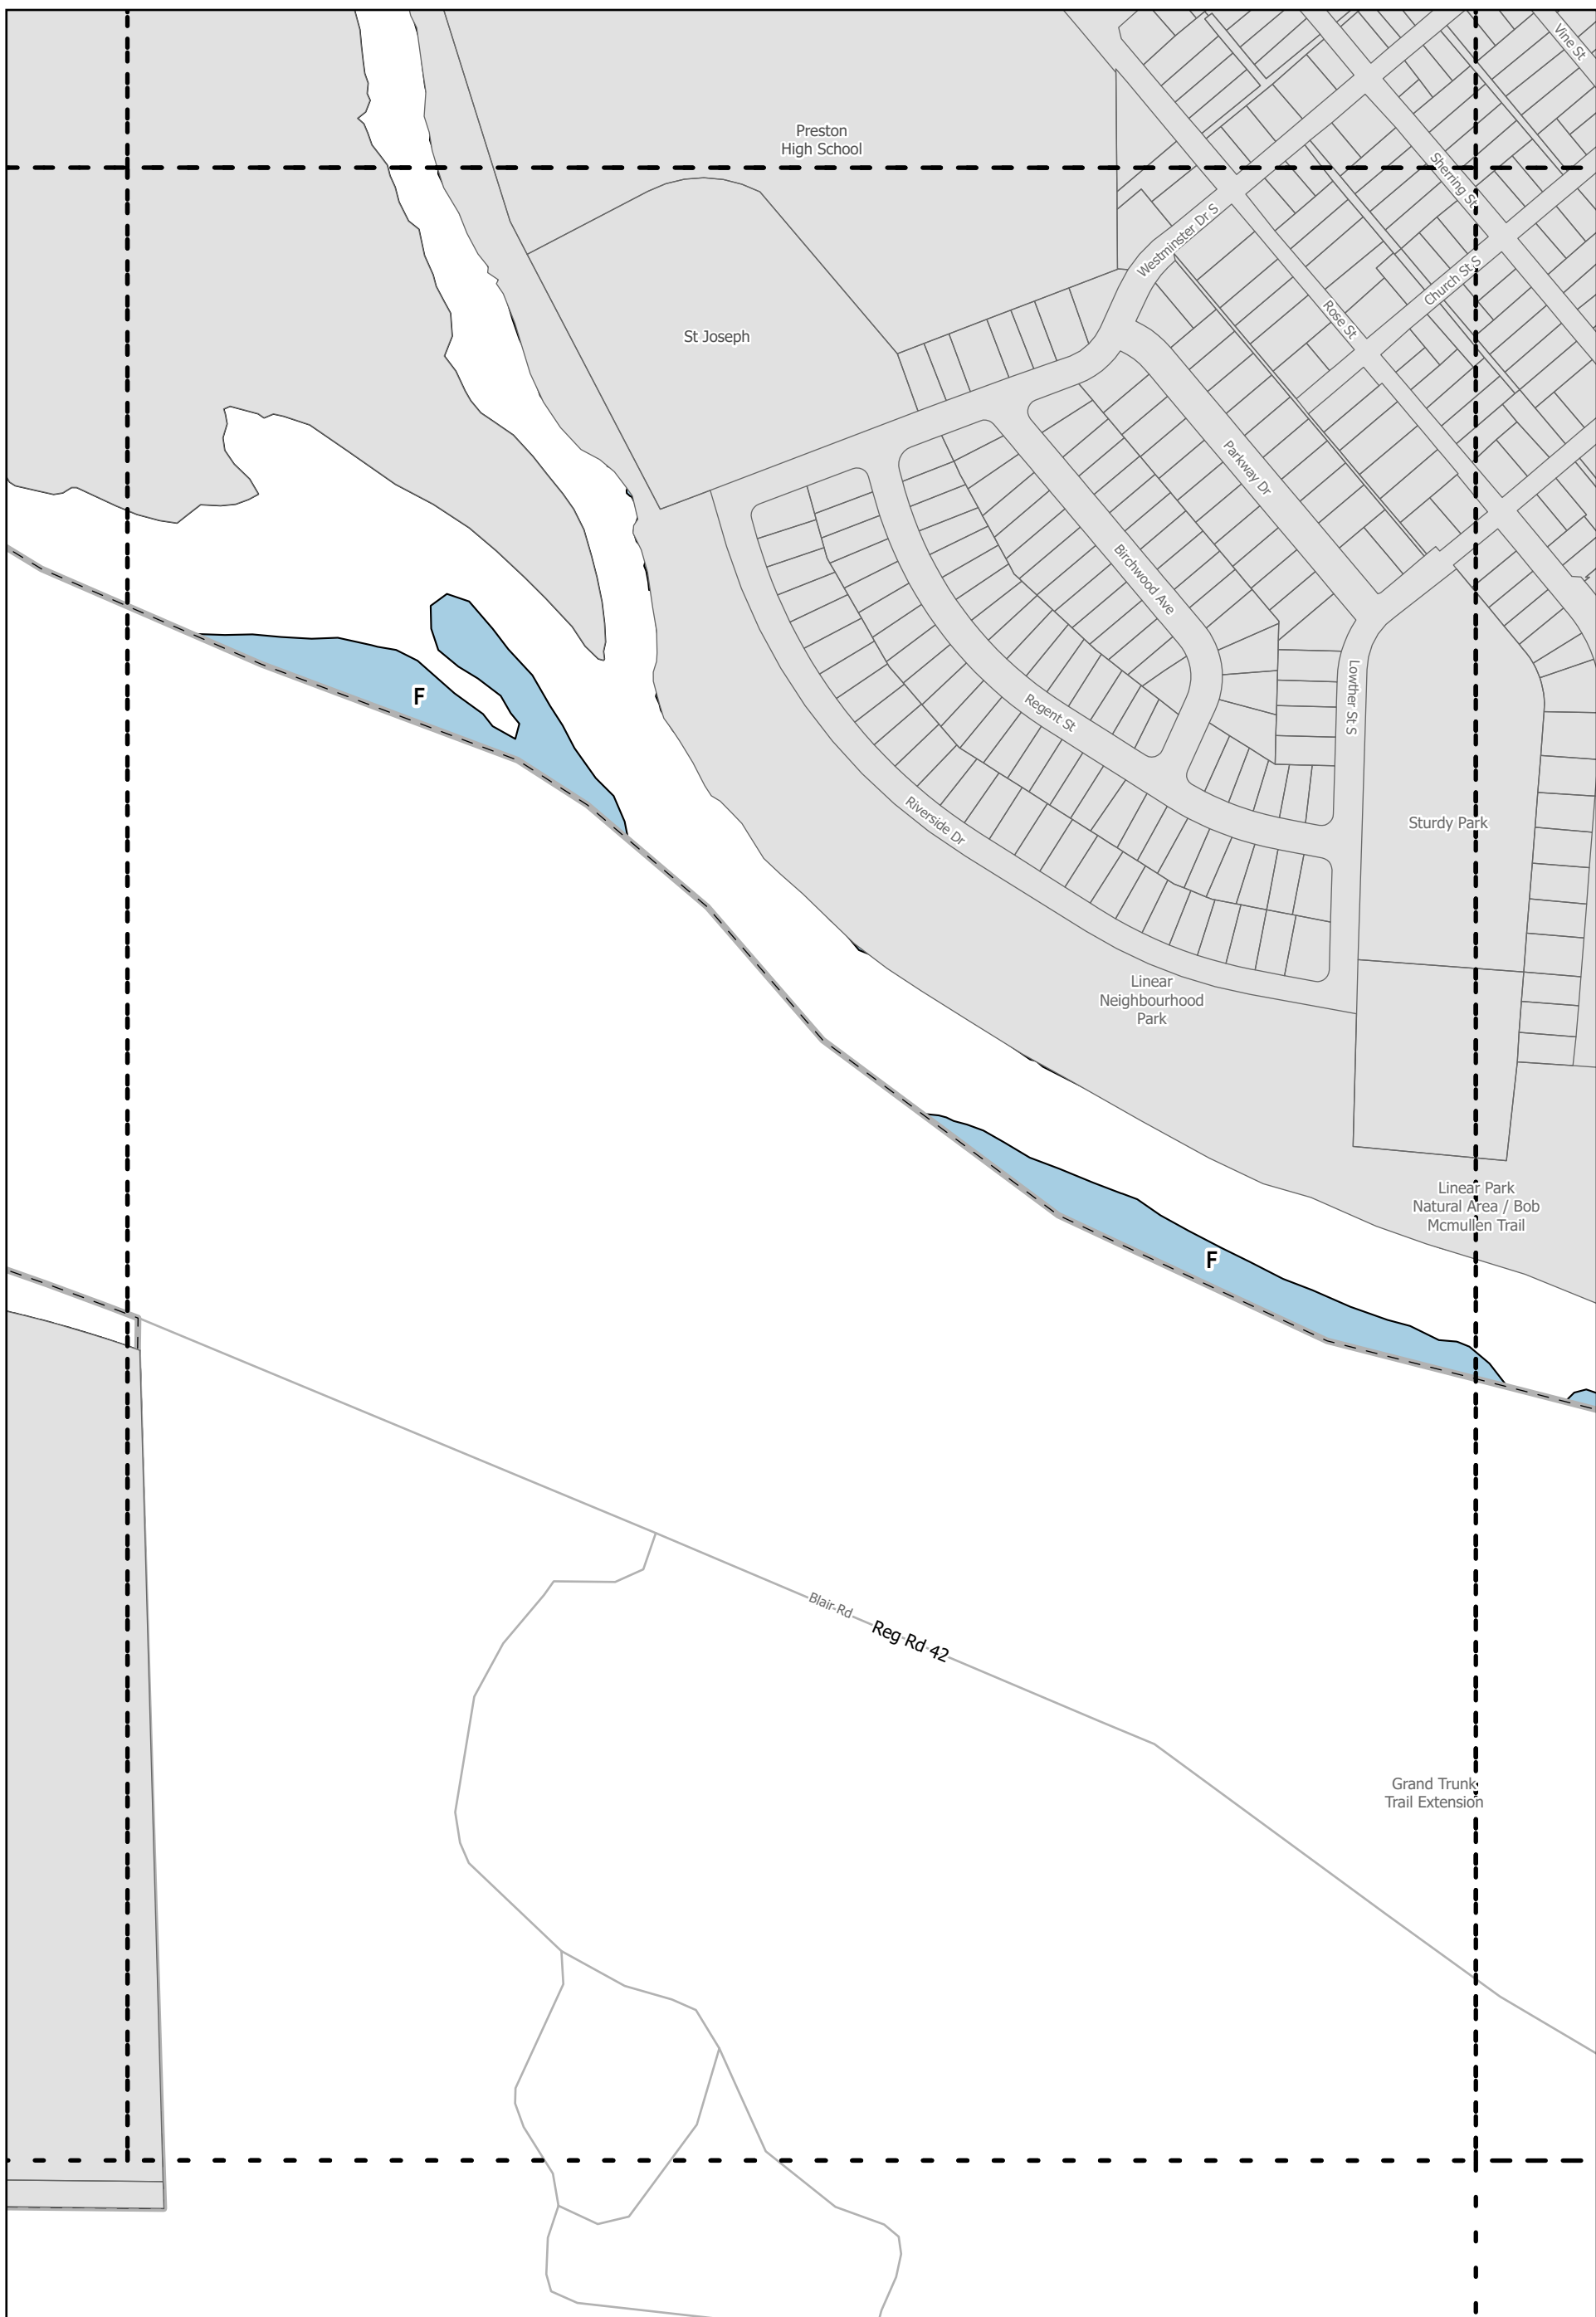 Vine St
Preston
High School
Sherring St
Westminster Dr S
Church St S
Rose St
St Joseph
Parkway Dr
Birchwood Ave
Lowther St S
F
Regent St
Riverside Dr
Sturdy Park
Linear
Neighbourhood
Park
Linear Park
Natural Area / Bob
Mcmullen Trail
F
Blair Rd
Reg Rd 42
Grand Trunk
Trail Extension